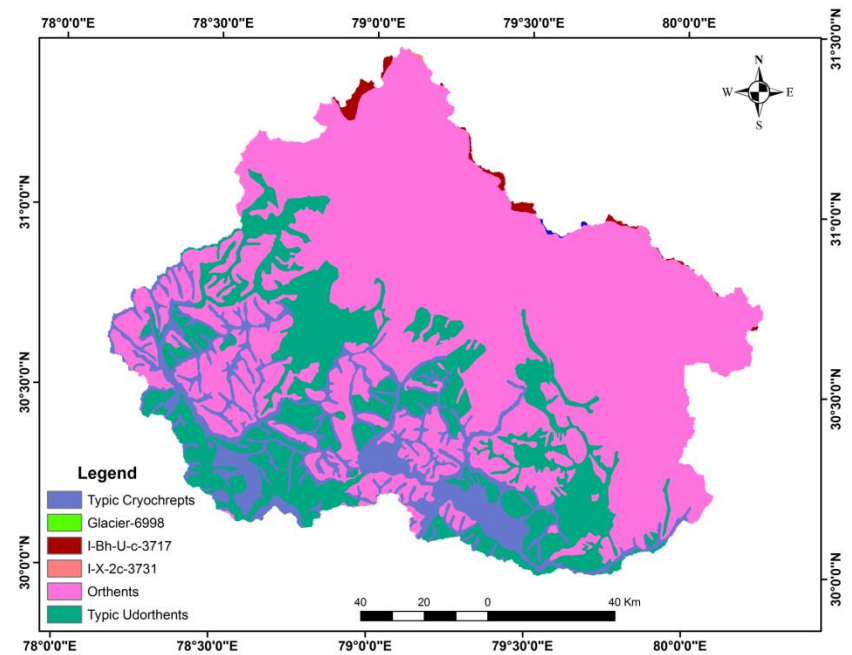 78°0'0"E 78°30'0"E 79°0'0"E 79°30'0"E 80°0'0"E
31°30'0"N
N
W E
S
31°0'0"N
31°0'0"N
30°30'0"N
30°30'0"N
Legend
Typic Cryochrepts
Glacier-6998
I-Bh-U-c-3717
I-X-2c-3731
Orthents
Typic Udorthents
30°0'0"N
30°0'0"N
40 20 0 40 Km
78°0'0"E 78°30'0"E 79°0'0"E 79°30'0"E 80°0'0"E